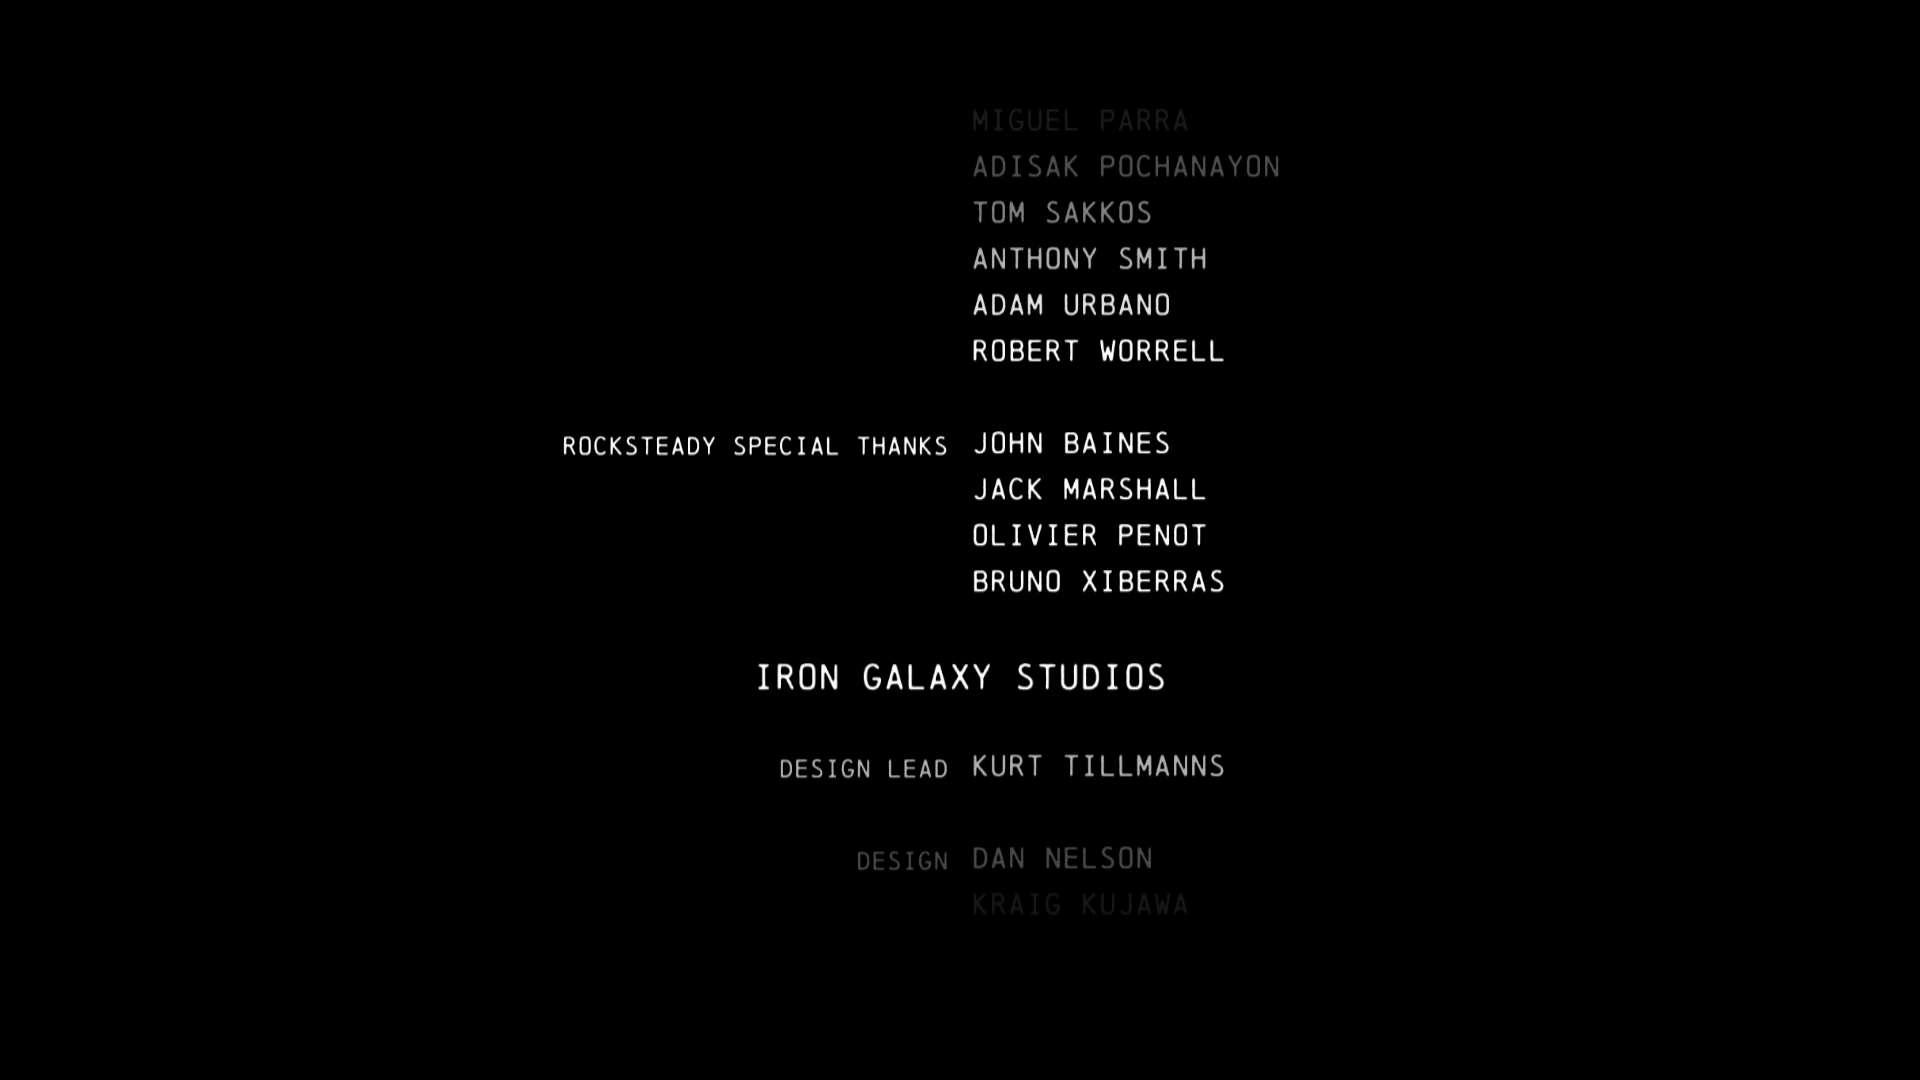 MIGUEL PARRA
ADISAK POCHANAYON
TOM SAKKOS
ANTHONY SMITH
ADAM URBANO
ROBERT WORRELL
ROCKSTEADY SPECIAL THANKS JOHN BAINES
JACK MARSHALL
OLIVIER PENOT
BRUNO XIBERRAS
IRON GALAXY STUDIOS
DESIGN LEAD KURT TILLMANNS
DESIGN DAN NELSON
KRAIG KUJAWA